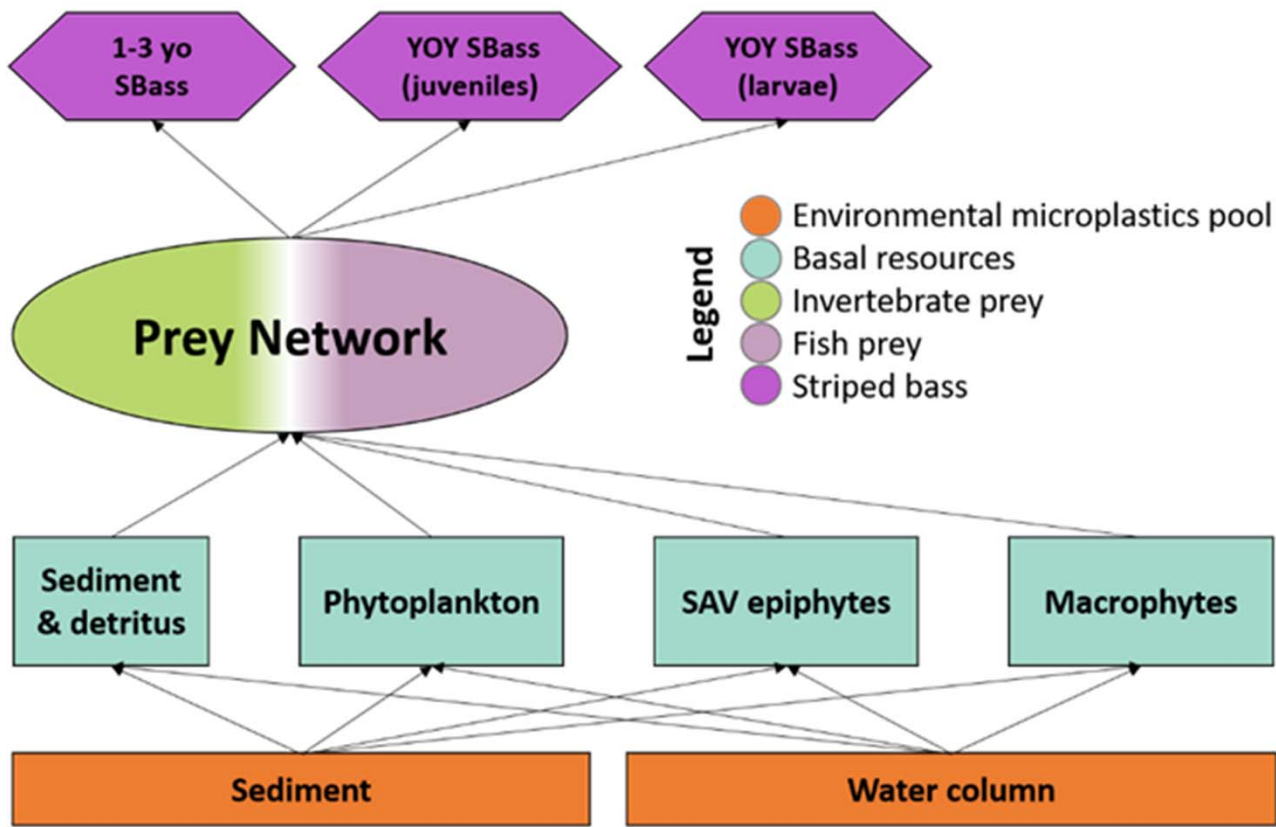 1-3 yo
SBass
YOY SBass
(juveniles)
YOY SBass
(larvae)
Legend
Environmental microplastics pool
Basal resources
Invertebrate prey
Fish prey
Striped bass
Prey Network
Sediment
& detritus
Phytoplankton
SAV epiphytes
Macrophytes
Sediment
Water column